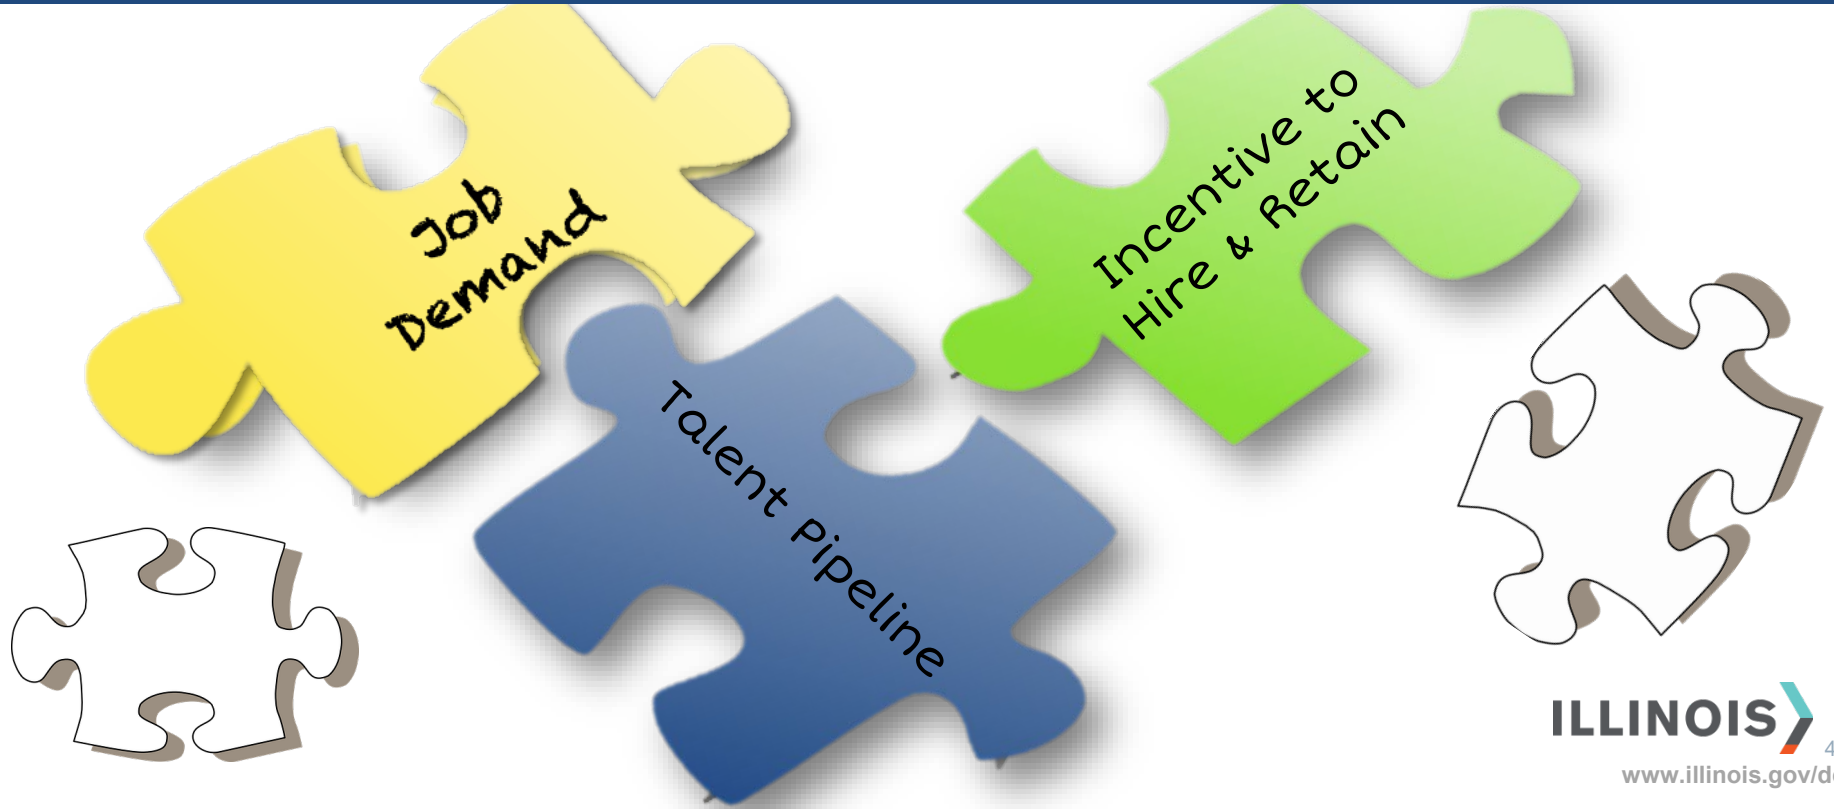 Job
Demand
Incentive to
Hire & Retain
Talent Pipeline
ILLINOIS
4
www.illinois.gov/d